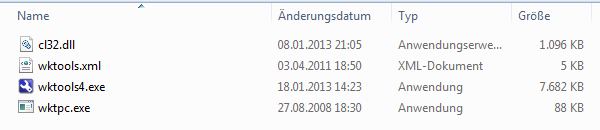 Name Änderungsdatum Typ Größe
cl32.dll 08.01.2013 21:05 Anwendungserwe... 1.096 KB
wktools.xml 03.04.2011 18:50 XML-Dokument 5 KB
wktools4.exe 18.01.2013 14:23 Anwendung 7.682 KB
wktpc.exe 27.08.2008 18:30 Anwendung 88 KB